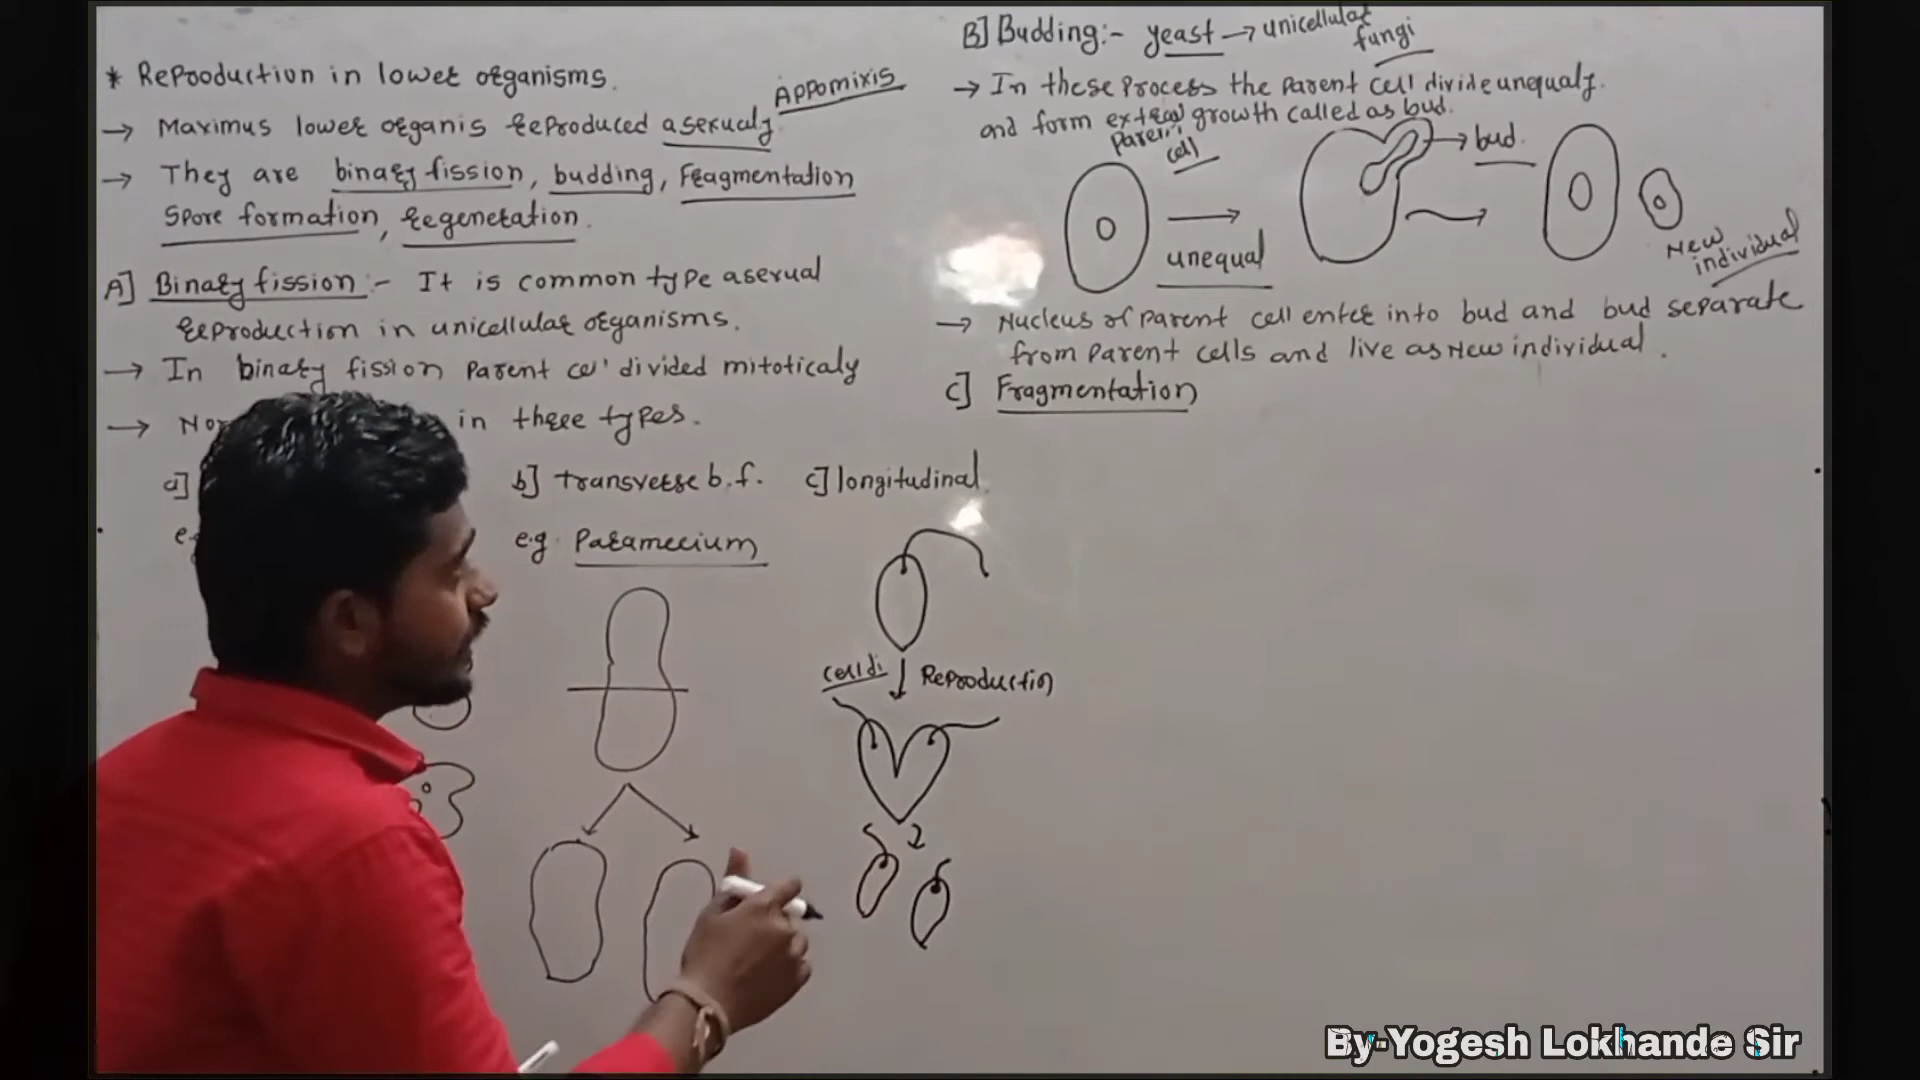 * Reproduction in lower organisms.
Appomixis
→ Maximus lower organis reproduced asexualy.
→ They are binary fission, budding, Fragmentation
Spore formation, regeneration.
A] Binary fission :- It is common type asexual
reproduction in unicellular organisms.
→ In binary fission parent ce' divided mitoticaly
→ in three types.
a]
b] transverse b.f.
c] longitudinal.
e.g. Paramecium
cell di
Reproduction
B] Budding:- yeast → unicellular
fungi
→ In these process the parent cell divide unequaly.
and form extra growth called as bud.
Parent
cell
unequal
bud
New
individual
→ Nucleus of parent cell enter into bud and bud separate
from parent cells and live as New individual.
C] Fragmentation
By-Yogesh Lokhande Sir